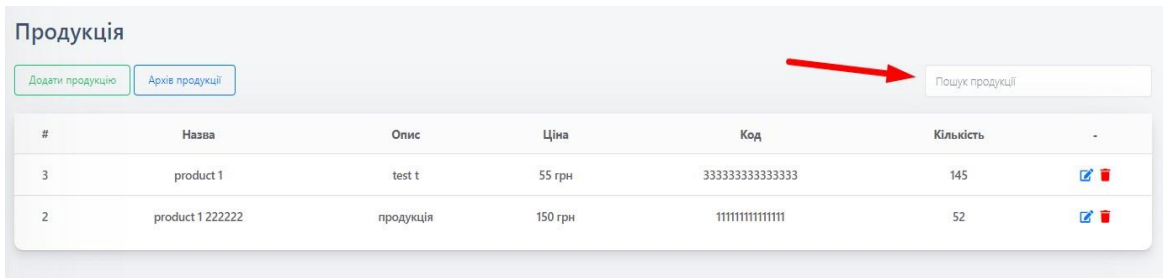 Продукція
Додати продукцію Архів продукції Пошук продукції
# Назва Опис Ціна Код Кількість -
3 product 1 test t 55 грн 333333333333333 145
2 product 1 222222 продукція 150 грн 111111111111111 52